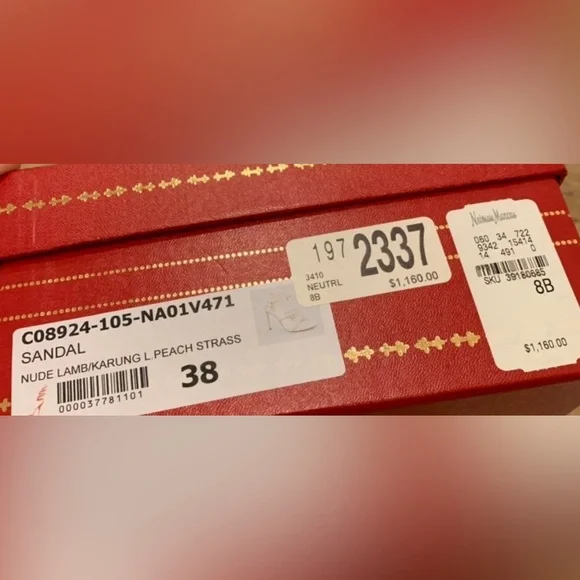 C08924-105-NA01V471
SANDAL
NUDE LAMB/KARUNG L.PEACH STRASS
38
000037781101
197 2337
3410
NEUTRL
8B
$1,160.00
Neiman Marcus
080 34 722
9342 15414
14 491 0
SKU 39160685
8B
$1,160.00